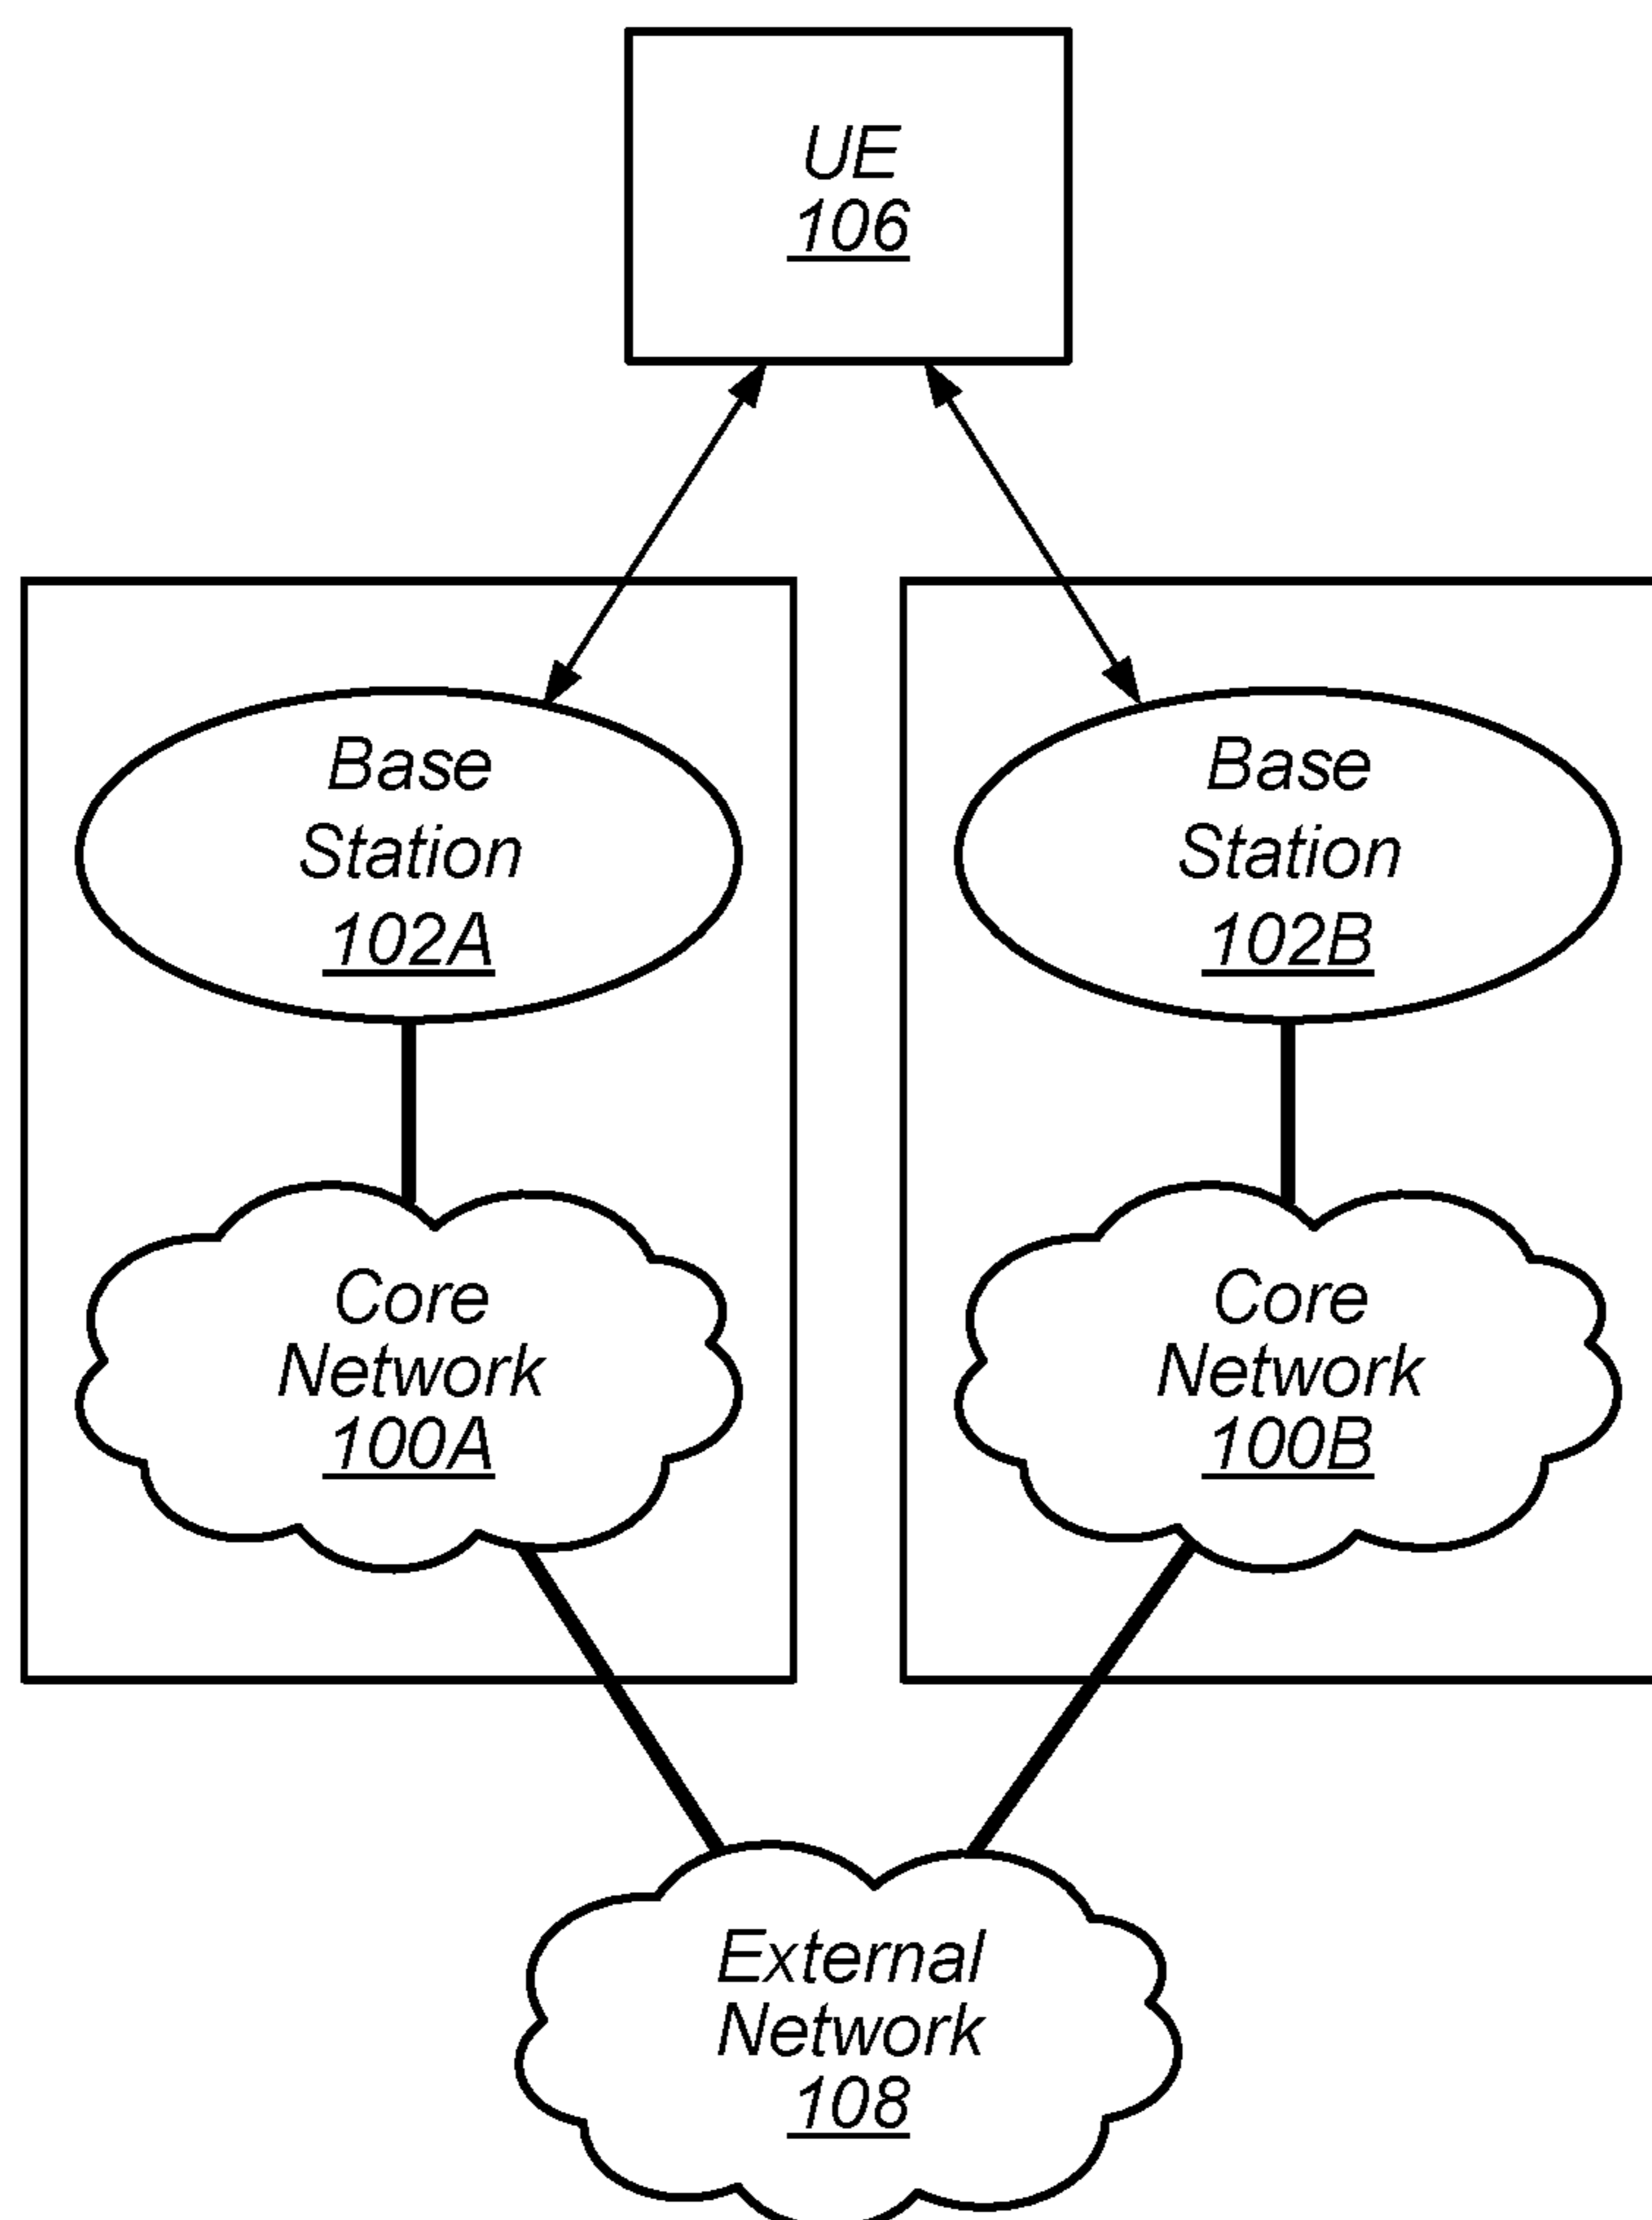 UE
106
Base
Station
102A
Base
Station
102B
Core
Network
100A
Core
Network
100B
External
Network
108